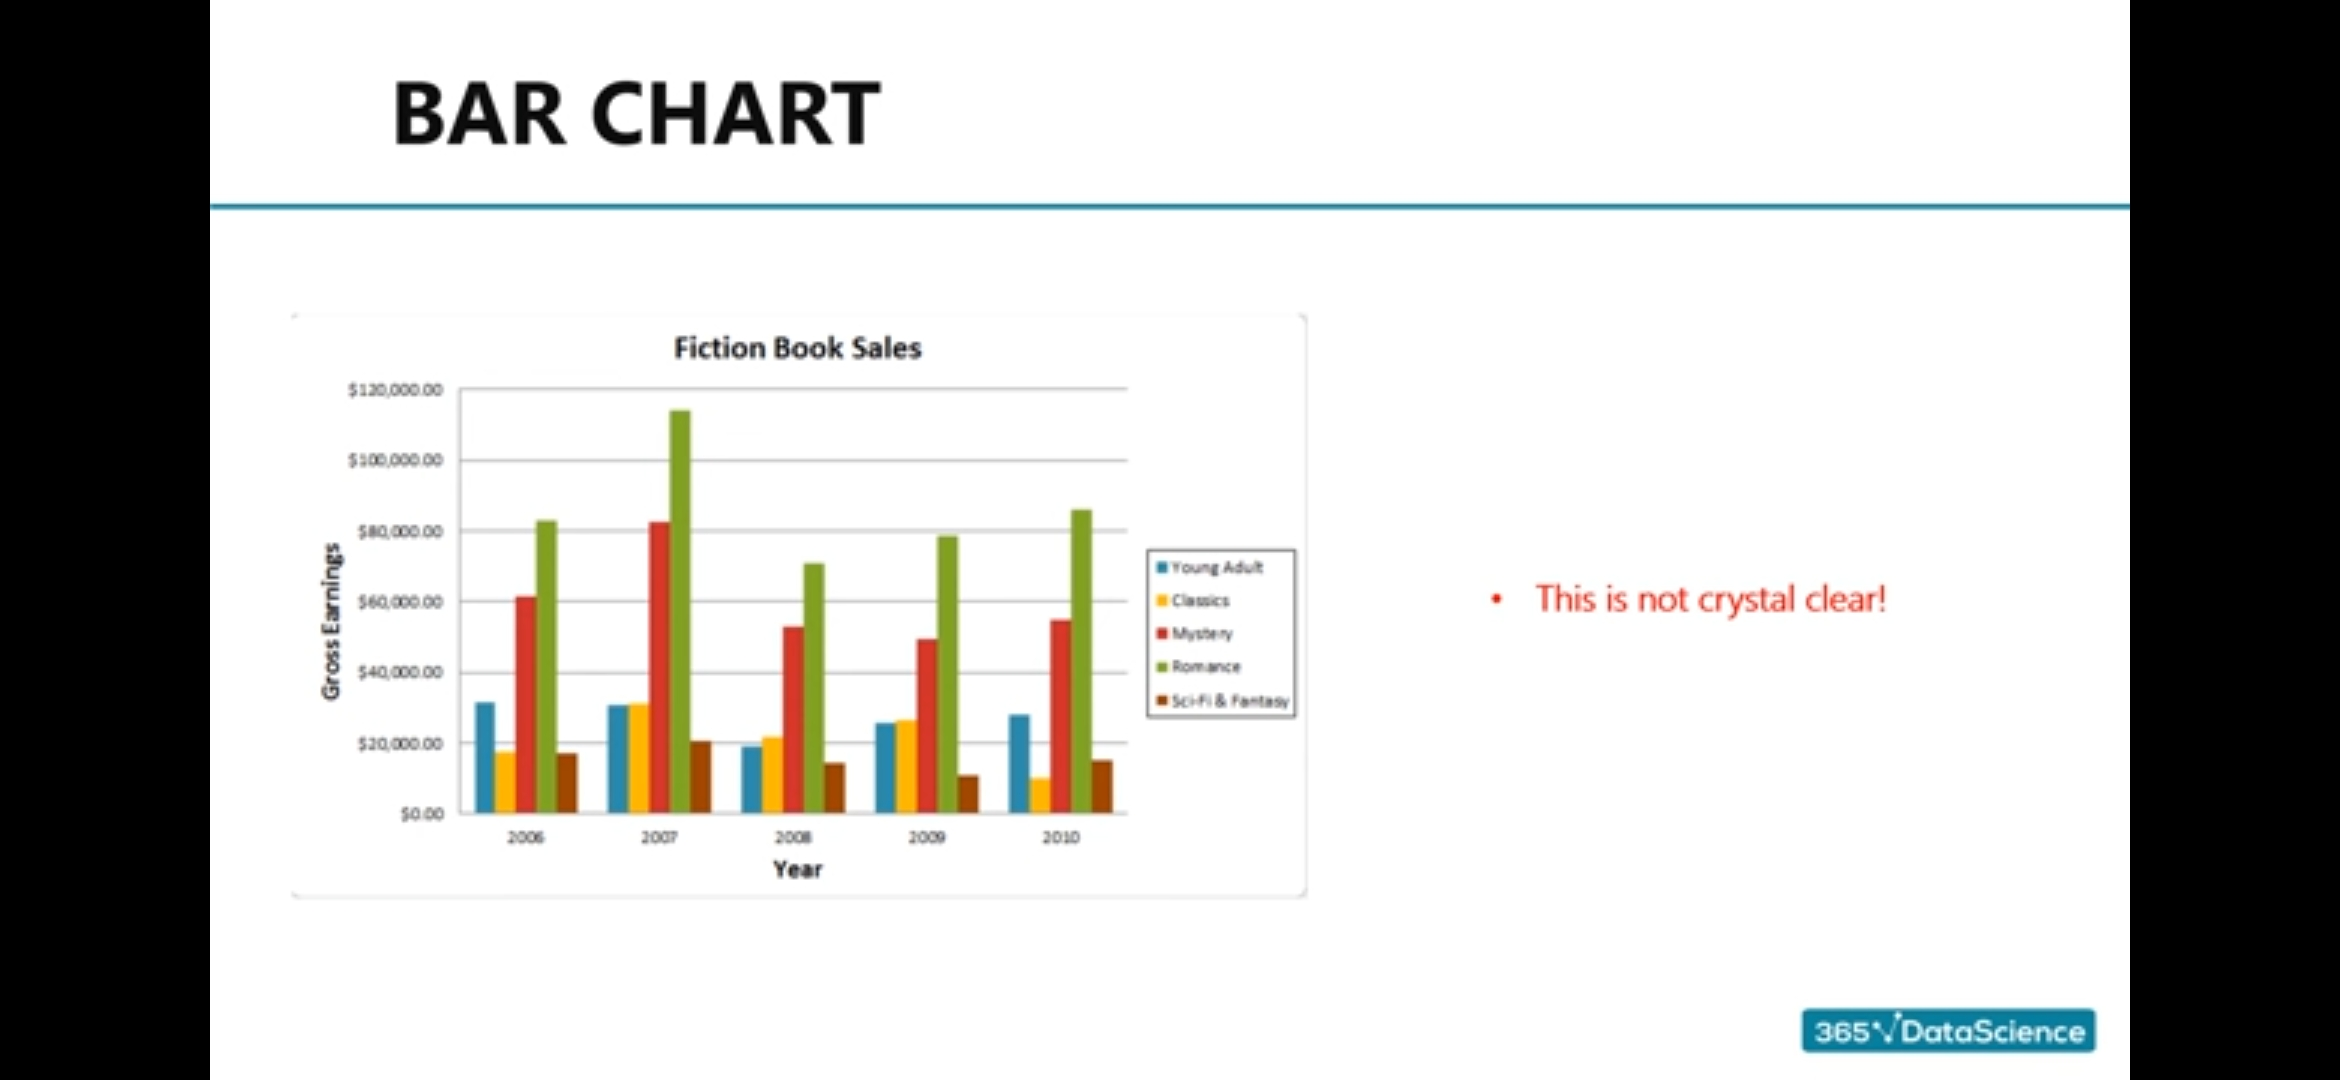 BAR CHART
Fiction Book Sales
$120,000.00
$100,000.00
$80,000.00
$60,000.00
$40,000.00
$20,000.00
$0.00
Gross Earnings
2006
2007
2008
2009
2010
Year
Young Adult
Classics
Mystery
Romance
Sci-Fi & Fantasy
• This is not crystal clear!
365 DataScience